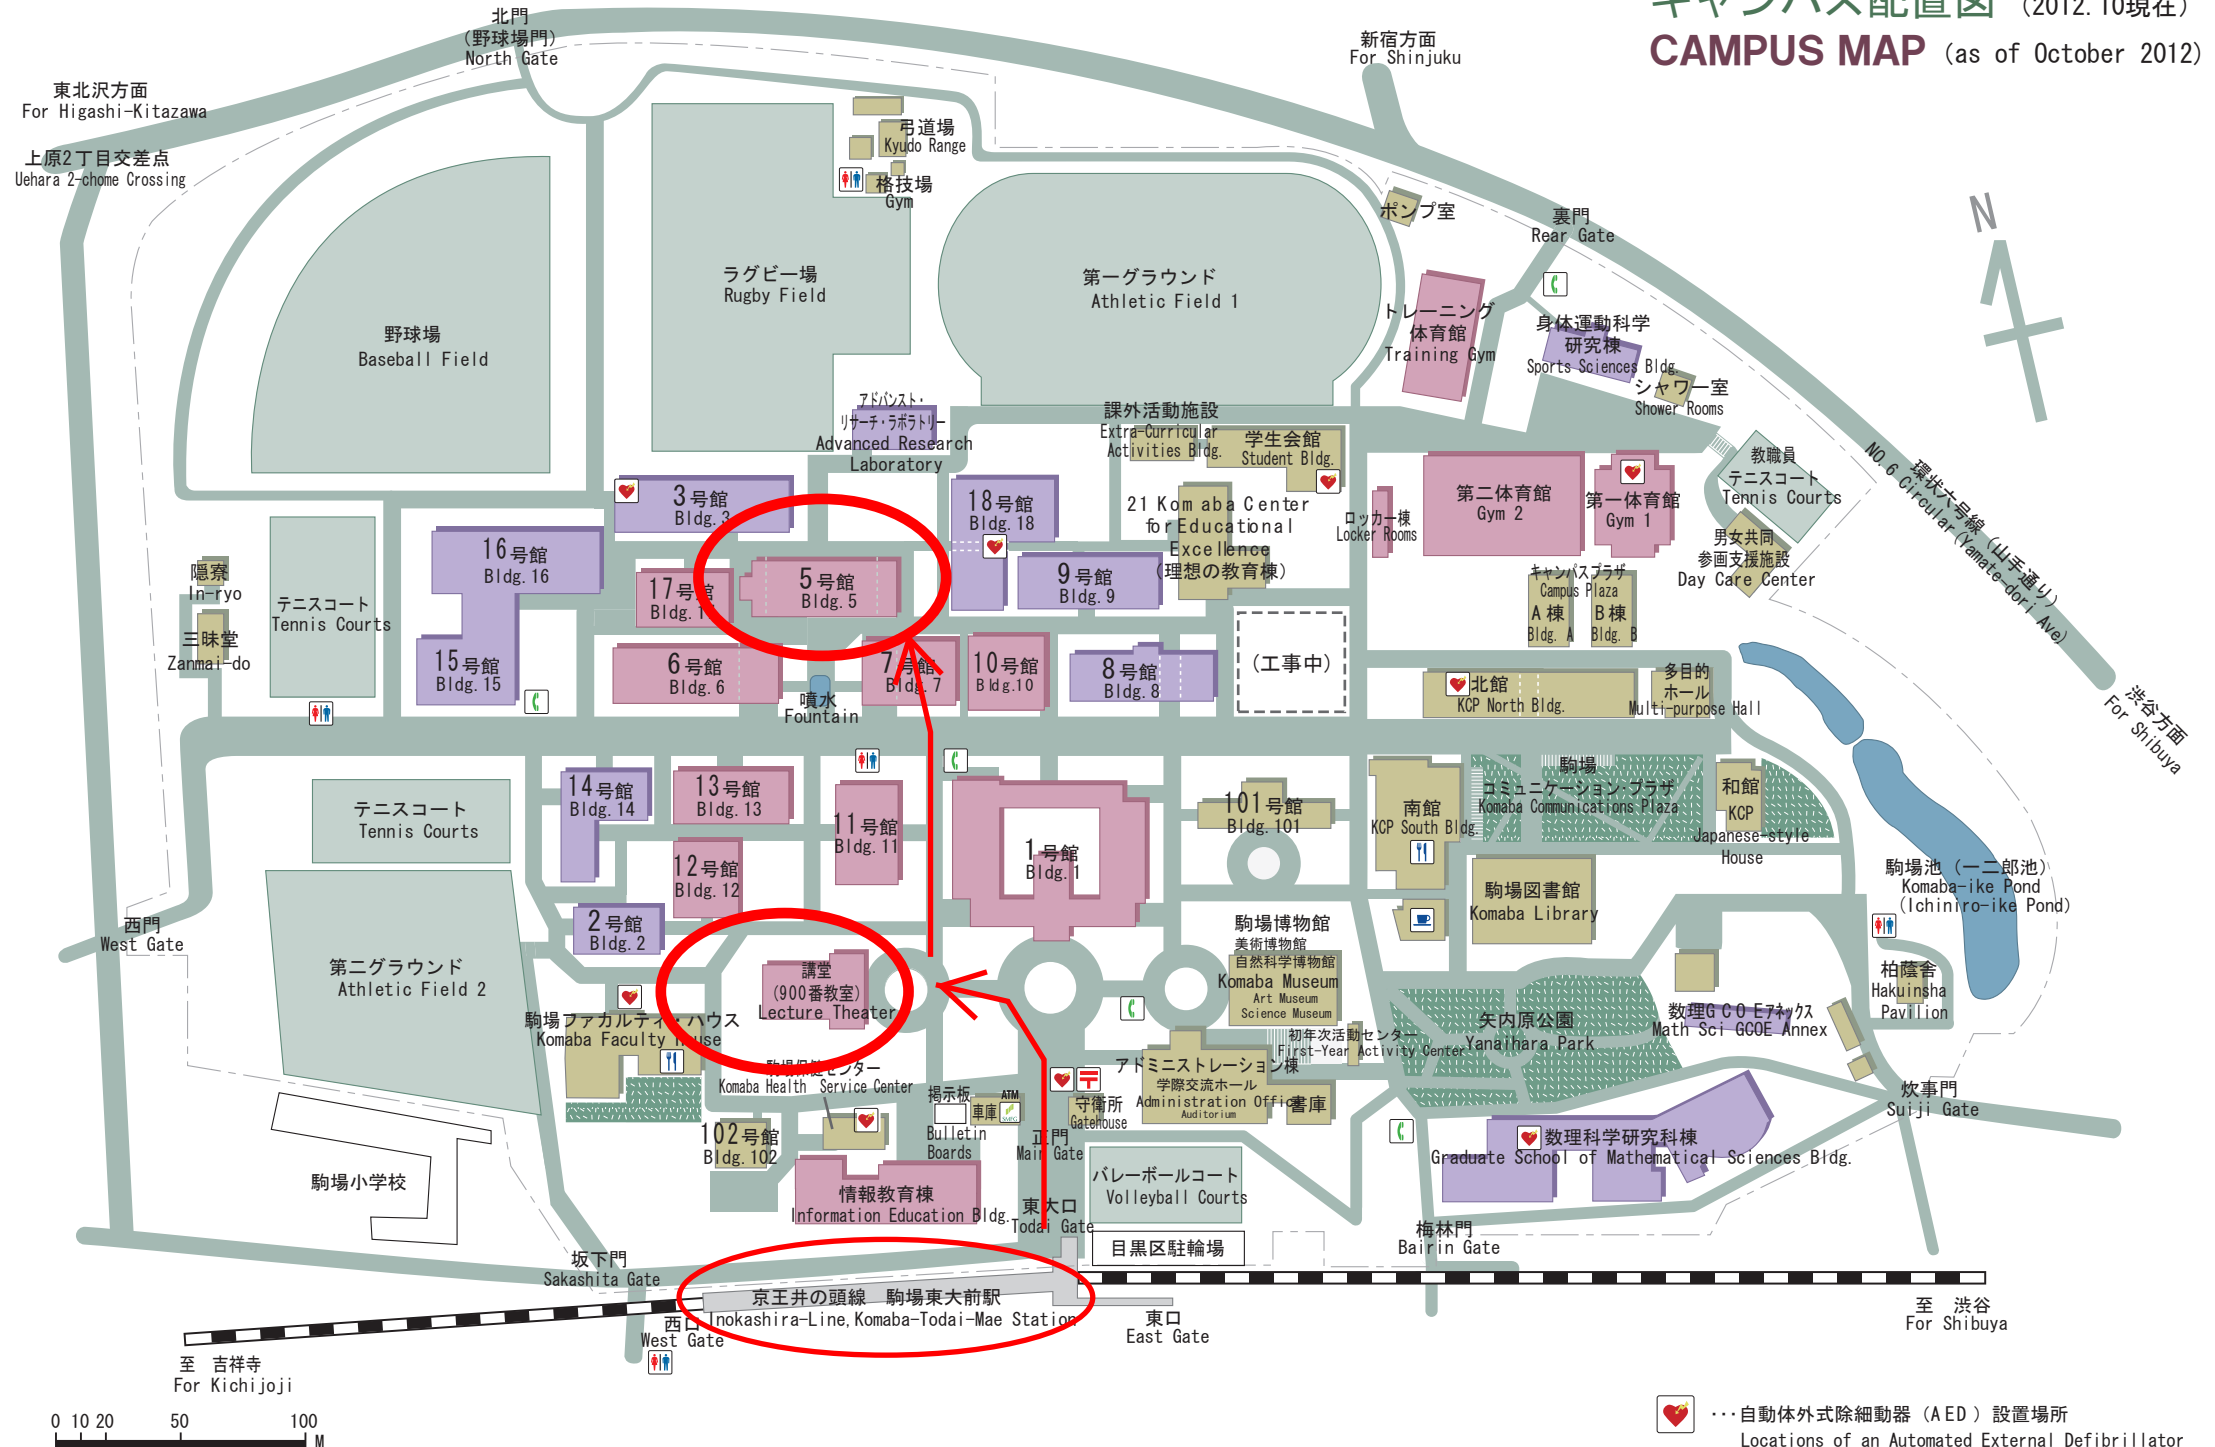 キャンパス配置図 (2012.10現在)
CAMPUS MAP (as of October 2012)
北門
(野球場門)
North Gate
新宿方面
For Shinjuku
東北沢方面
For Higashi-Kitazawa
上原2丁目交差点
Uehara 2-chome Crossing
弓道場
Kyudo Range
格技場
Gym
ポンプ室
裏門
Rear Gate
N
野球場
Baseball Field
ラグビー場
Rugby Field
第一グラウンド
Athletic Field 1
トレーニング
体育館
Training Gym
身体運動科学
研究棟
Sports Sciences Bldg.
シャワー室
Shower Rooms
アドバンスト・
リサーチ・ラボラトリー
Advanced Research
Laboratory
課外活動施設
Extra-Curricular
Activities Bldg.
学生会館
Student Bldg.
教職員
テニスコート
Tennis Courts
環状六号線(山手通り)
NO.6 Circular (Yamate-dori Ave)
3号館
Bldg.3
18号館
Bldg.18
21 Komaba Center
for Educational
Excellence
(理想の教育棟)
ロッカー棟
Locker Rooms
第二体育館
Gym 2
第一体育館
Gym 1
男女共同
参画支援施設
Day Care Center
16号館
Bldg.16
17号館
Bldg.17
5号館
Bldg.5
9号館
Bldg.9
キャンパスプラザ
Campus Plaza
A棟
Bldg. A
B棟
Bldg. B
隠寮
In-ryo
三昧堂
Zanmai-do
テニスコート
Tennis Courts
15号館
Bldg.15
6号館
Bldg.6
噴水
Fountain
7号館
Bldg.7
10号館
Bldg.10
8号館
Bldg.8
(工事中)
北館
KCP North Bldg.
多目的
ホール
Multi-purpose Hall
渋谷方面
For Shibuya
テニスコート
Tennis Courts
14号館
Bldg.14
13号館
Bldg.13
11号館
Bldg.11
12号館
Bldg.12
1号館
Bldg.1
101号館
Bldg.101
南館
KCP South Bldg.
駒場
コミュニケーション・プラザ
Komaba Communications Plaza
和館
KCP
Japanese-style
House
駒場図書館
Komaba Library
駒場池(一二郎池)
Komaba-ike Pond
(Ichiniro-ike Pond)
西門
West Gate
2号館
Bldg.2
第二グラウンド
Athletic Field 2
講堂
(900番教室)
Lecture Theater
駒場博物館
美術博物館
自然科学博物館
Komaba Museum
Art Museum
Science Museum
柏蔭舎
Hakuinsha
Pavilion
駒場ファカルティ・ハウス
Komaba Faculty House
矢内原公園
Yanaihara Park
数理GCOEアネックス
Math Sci GCOE Annex
初年次活動センター
First-Year Activity Center
駒場保健センター
Komaba Health Service Center
掲示板
Bulletin
Boards
車庫
ATM
SMFG
守衛所
Gatehouse
アドミニストレーション棟
学際交流ホール
Administration Office
Auditorium
書庫
炊事門
Suiji Gate
102号館
Bldg.102
正門
Main Gate
数理科学研究科棟
Graduate School of Mathematical Sciences Bldg.
駒場小学校
情報教育棟
Information Education Bldg.
東大口
Todai Gate
バレーボールコート
Volleyball Courts
目黒区駐輪場
梅林門
Bairin Gate
坂下門
Sakashita Gate
京王井の頭線 駒場東大前駅
Inokashira-Line,Komaba-Todai-Mae Station
西口
West Gate
東口
East Gate
至 渋谷
For Shibuya
至 吉祥寺
For Kichijoji
0 10 20 50 100
M
・・・自動体外式除細動器(AED)設置場所
Locations of an Automated External Defibrillator